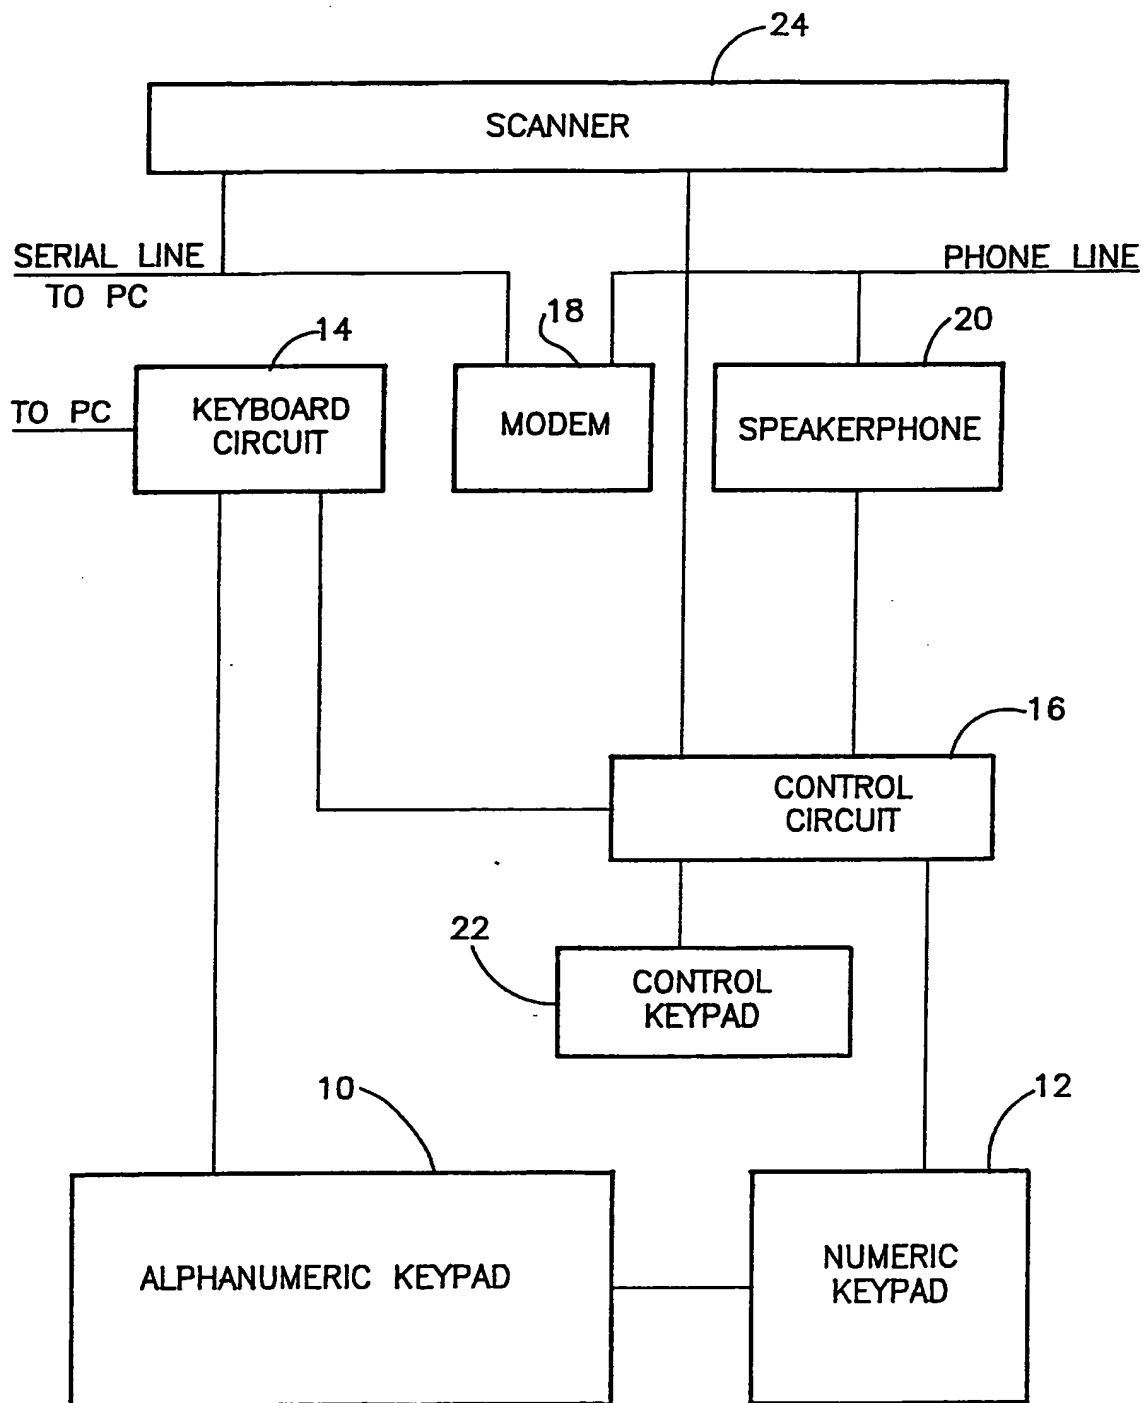 24
SCANNER
SERIAL LINE
TO PC
PHONE LINE
18
20
14
TO PC
KEYBOARD
CIRCUIT
MODEM
SPEAKERPHONE
16
CONTROL
CIRCUIT
22
CONTROL
KEYPAD
10
12
ALPHANUMERIC KEYPAD
NUMERIC
KEYPAD